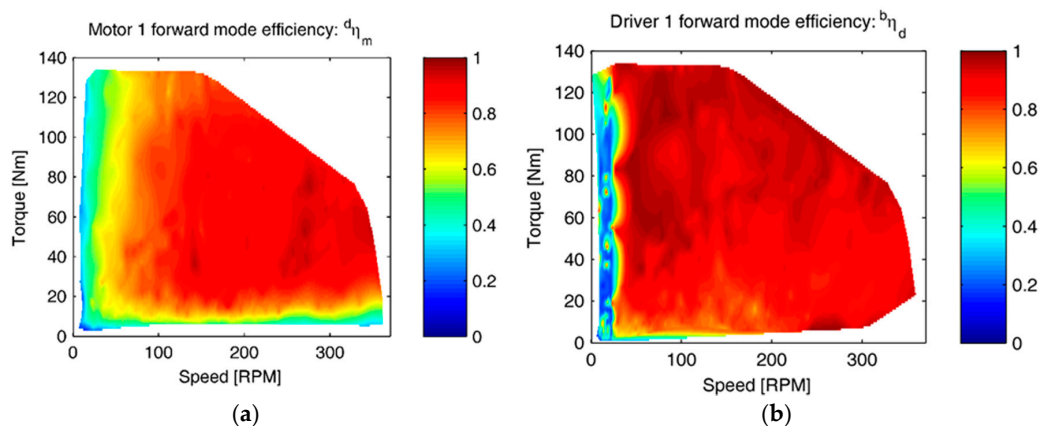 Motor 1 forward mode efficiency: ᵈηₘ
140
120
100
80
60
40
20
0
Torque [Nm]
0 100 200 300
Speed [RPM]
1
0.8
0.6
0.4
0.2
0
(a)
Driver 1 forward mode efficiency: ᵇη_d
140
120
100
80
60
40
20
0
Torque [Nm]
0 100 200 300
Speed [RPM]
1
0.8
0.6
0.4
0.2
0
(b)